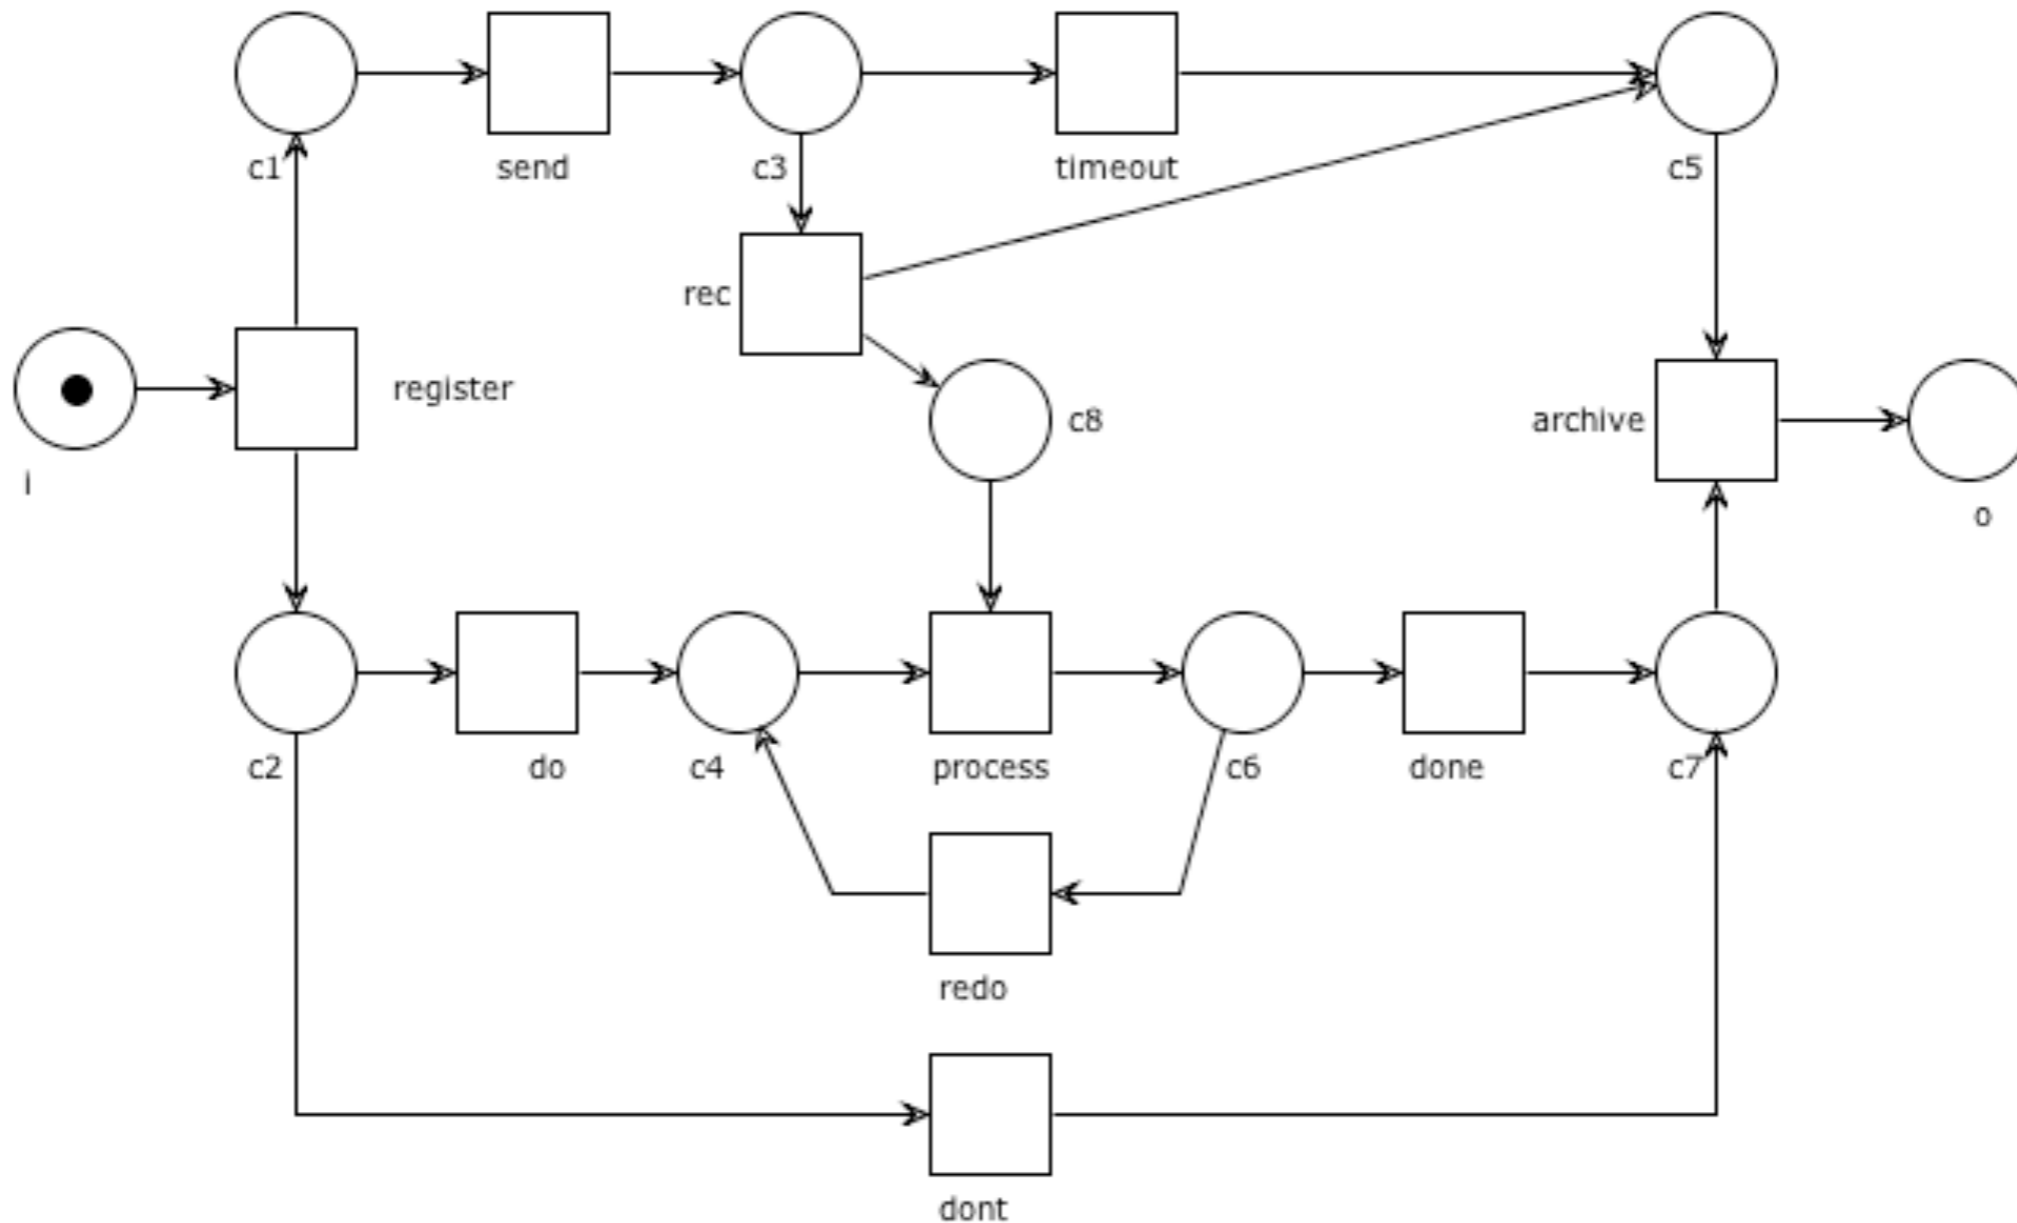 c1
send
c3
timeout
c5
rec
i
register
c8
archive
o
c2
do
c4
process
c6
done
c7
redo
dont